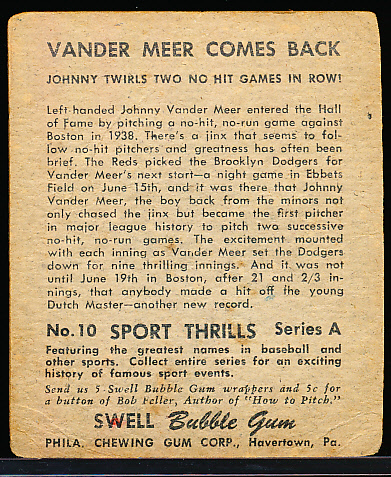 VANDER MEER COMES BACK
JOHNNY TWIRLS TWO NO HIT GAMES IN ROW!
Left-handed Johnny Vander Meer entered the Hall
of Fame by pitching a no-hit, no-run game against
Boston in 1938. There's a jinx that seems to fol-
low no-hit pitchers and greatness has often been
brief. The Reds picked the Brooklyn Dodgers for
Vander Meer's next start—a night game in Ebbets
Field on June 15th, and it was there that Johnny
Vander Meer, the boy back from the minors not
only chased the jinx but became the first pitcher
in major league history to pitch two successive
no-hit, no-run games. The excitement mounted
with each inning as Vander Meer set the Dodgers
down for nine thrilling innings. And it was not
until June 19th in Boston, after 21 and 2/3 in-
nings, that anybody made a hit off the young
Dutch Master—another new record.
No. 10 SPORT THRILLS Series A
Featuring the greatest names in baseball and
other sports. Collect entire series for an exciting
history of famous sport events.
Send us 5 Swell Bubble Gum wrappers and 5c for
a button of Bob Feller, Author of "How to Pitch."
SWELL Bubble Gum
PHILA. CHEWING GUM CORP., Havertown, Pa.